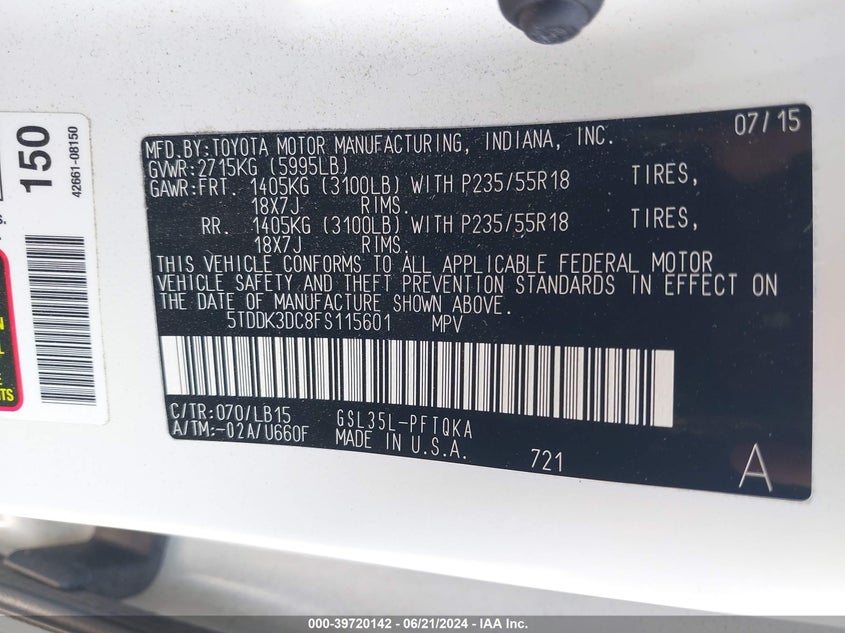 07/15
MFD.BY:TOYOTA MOTOR MANUFACTURING, INDIANA, INC.
GVWR:2715KG (5995LB)
GAWR:FRT. 1405KG (3100LB) WITH P235/55R18 TIRES,
18X7J RIMS.
RR. 1405KG (3100LB) WITH P235/55R18 TIRES,
18X7J RIMS.
THIS VEHICLE CONFORMS TO ALL APPLICABLE FEDERAL MOTOR
VEHICLE SAFETY AND THEFT PREVENTION STANDARDS IN EFFECT ON
THE DATE OF MANUFACTURE SHOWN ABOVE.
5TDDK3DC8FS115601 MPV
C/TR:070/LB15 GSL35L-PFTQKA
A/TM:-02A/U660F MADE IN U.S.A.
721
A
150
42661-08150
000-39720142 - 06/21/2024 - IAA Inc.